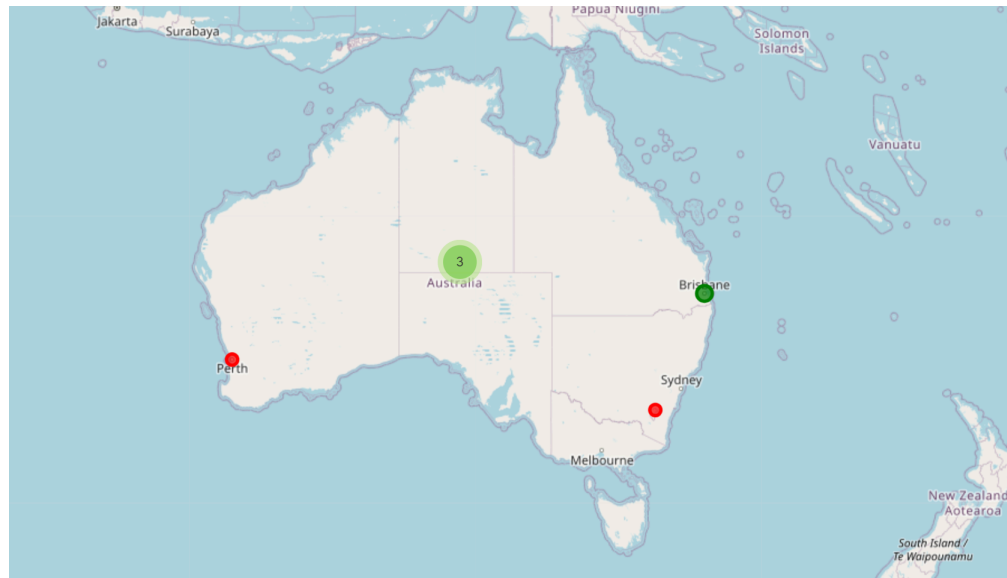 Papua Niugini
Jakarta
Surabaya
Solomon
Islands
Vanuatu
3
Australia
Brisbane
Perth
Sydney
Melbourne
New Zealand
Aotearoa
South Island /
Te Waipounamu